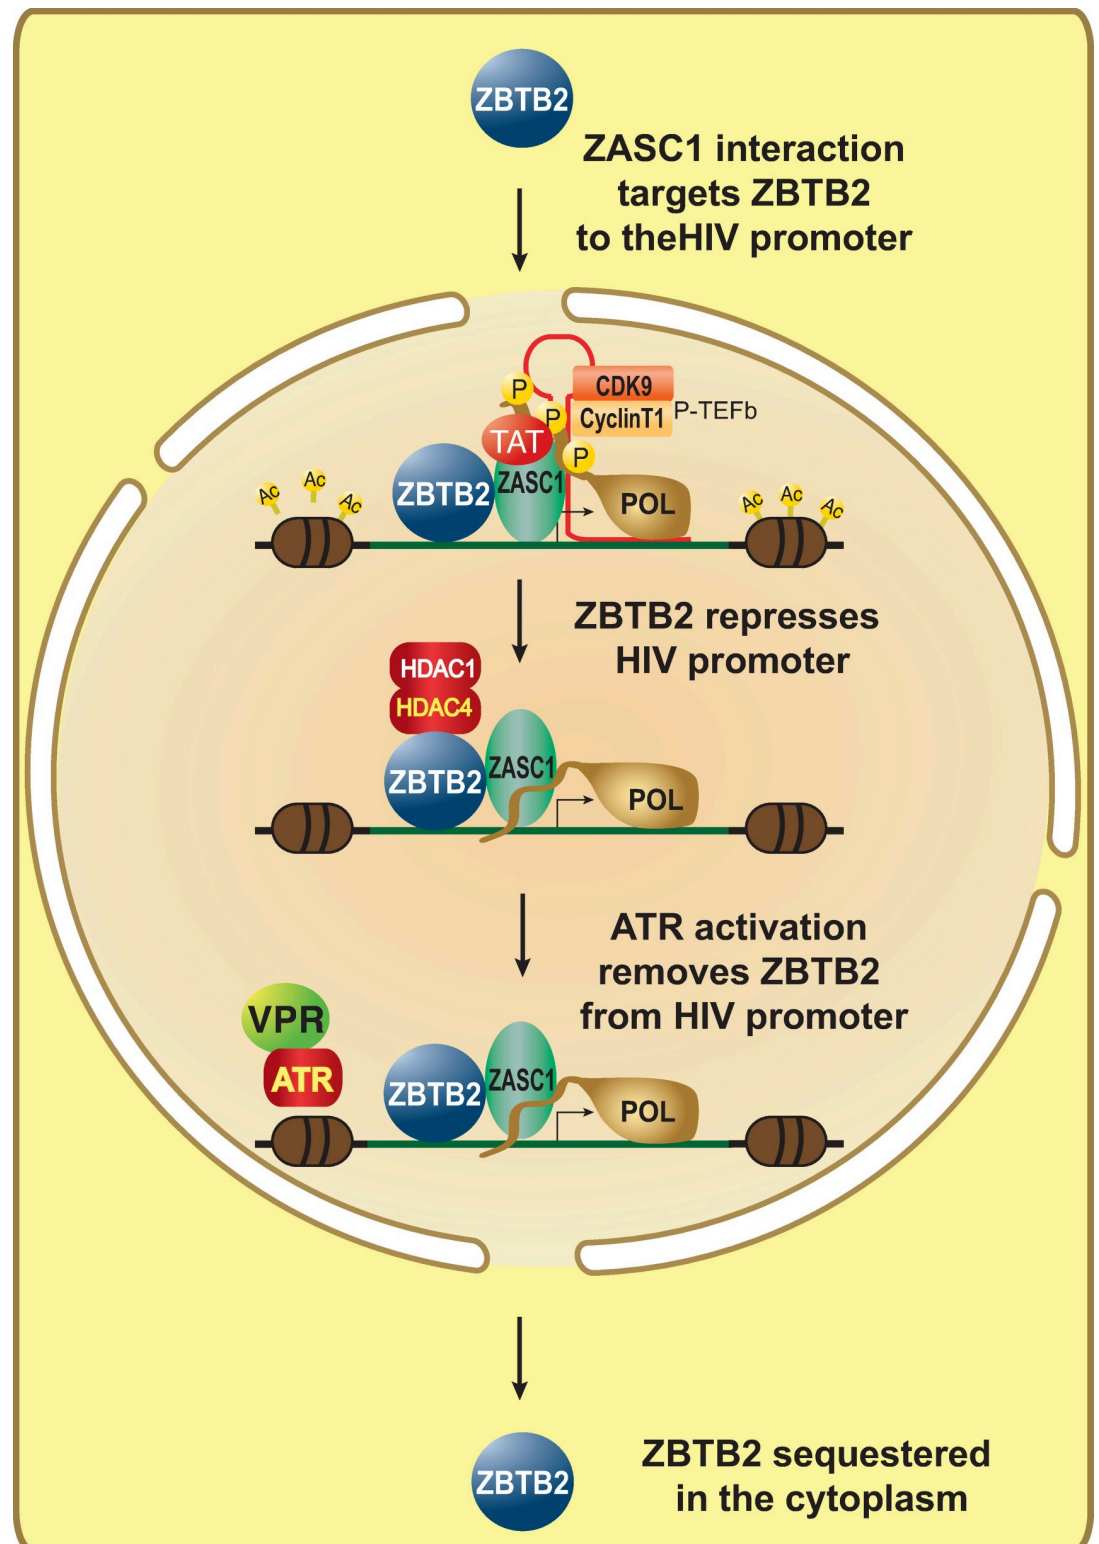 ZBTB2
ZASC1 interaction
targets ZBTB2
to theHIV promoter
P
CDK9
P
CyclinT1
P-TEFb
TAT
P
ZBTB2
ZASC1
POL
Ac
Ac
Ac
Ac
Ac
Ac
ZBTB2 represses
HIV promoter
HDAC1
HDAC4
ZBTB2
ZASC1
POL
ATR activation
removes ZBTB2
from HIV promoter
VPR
ATR
ZBTB2
ZASC1
POL
ZBTB2
ZBTB2 sequestered
in the cytoplasm